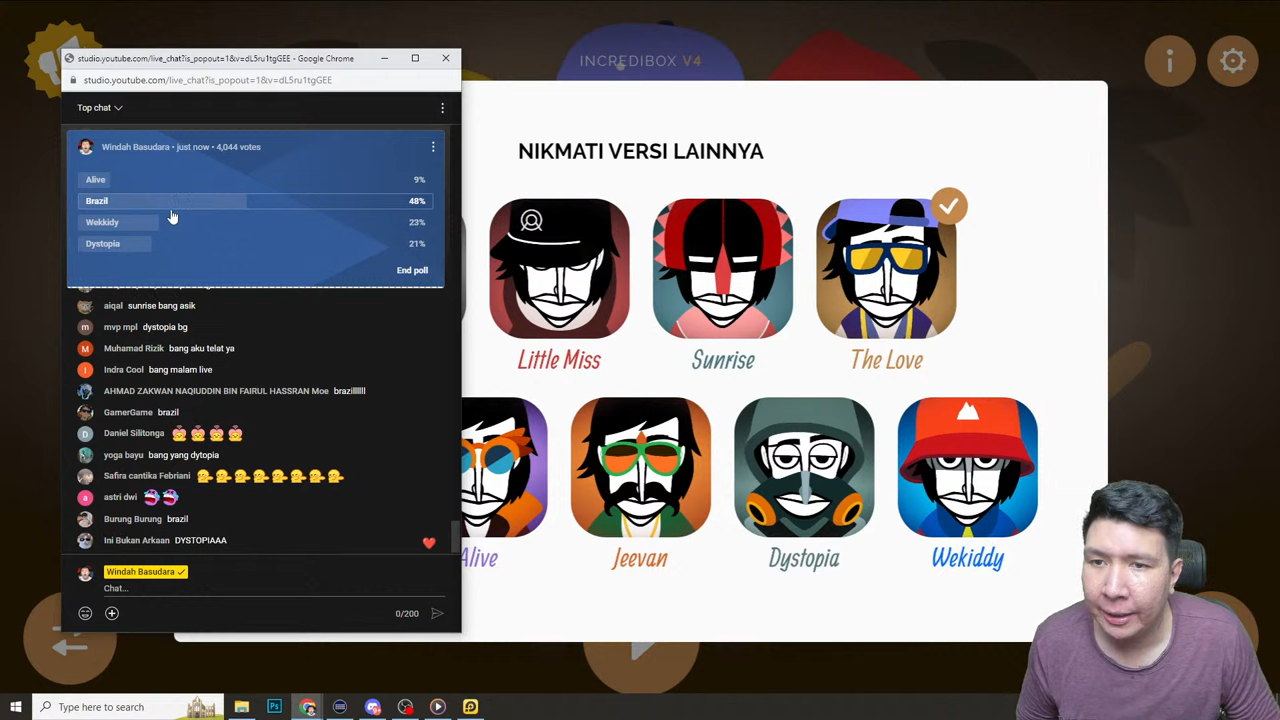 INCREDIBOX V4
studio.youtube.com/live_chat?is_popout=1&v=dL5ru1tgGEE - Google Chrome
studio.youtube.com/live_chat?is_popout=1&v=dL5ru1tgGEE
Top chat
Windah Basudara • just now • 4,044 votes
Alive 9%
Brazil 48%
Wekkidy 23%
Dystopia 21%
End poll
aiqal sunrise bang asik
m mvp mpl dystopia bg
M Muhamad Rizik bang aku telat ya
I Indra Cool bang malam live
AHMAD ZAKWAN NAQIUDDIN BIN FAIRUL HASSRAN Moe brazilllllll
GamerGame brazil
D Daniel Silitonga
yoga bayu bang yang dytopia
Safira cantika Febriani
a astri dwi
Burung Burung brazil
Ini Bukan Arkaan DYSTOPIAAA
Windah Basudara
Chat...
0/200
NIKMATI VERSI LAINNYA
Little Miss
Sunrise
The Love
Alive
Jeevan
Dystopia
Wekiddy
Type here to search